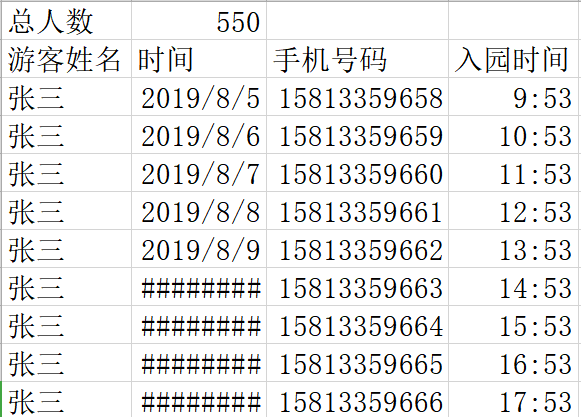 总人数 550
游客姓名 时间 手机号码 入园时间
张三 2019/8/5 15813359658 9:53
张三 2019/8/6 15813359659 10:53
张三 2019/8/7 15813359660 11:53
张三 2019/8/8 15813359661 12:53
张三 2019/8/9 15813359662 13:53
张三 ######## 15813359663 14:53
张三 ######## 15813359664 15:53
张三 ######## 15813359665 16:53
张三 ######## 15813359666 17:53